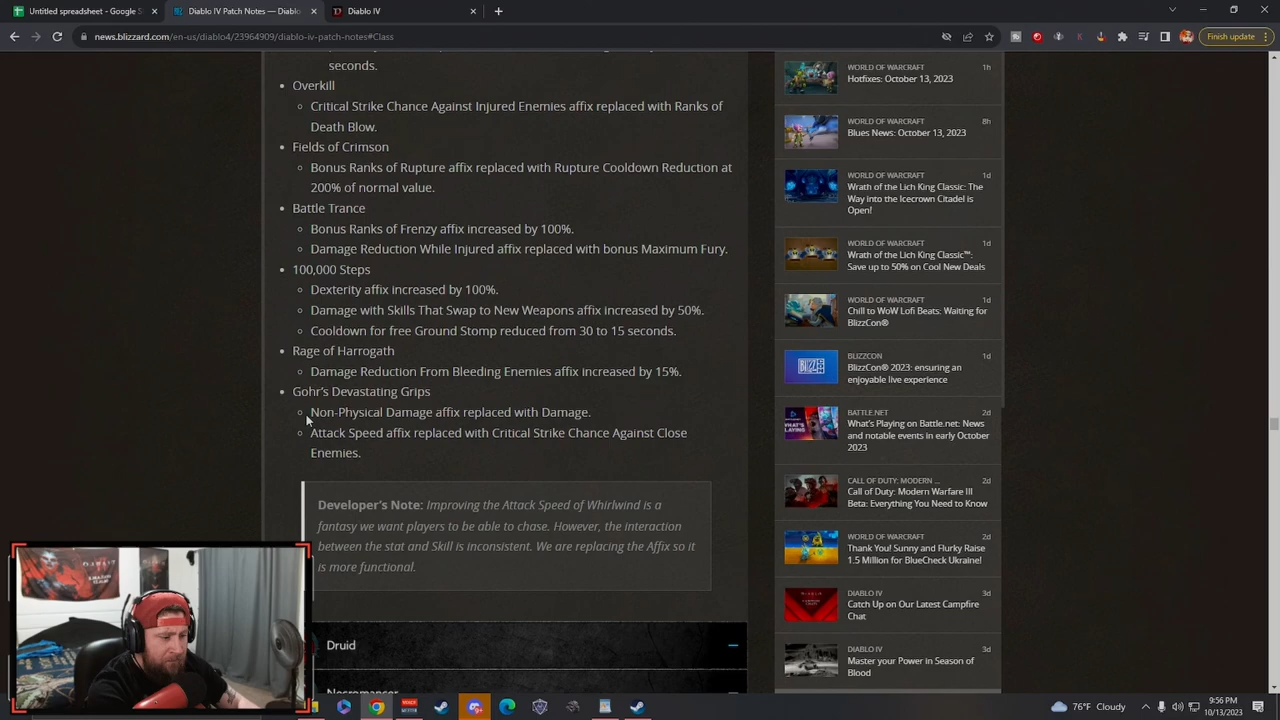 Untitled spreadsheet - Google S
Diablo IV Patch Notes — Diablo
Diablo IV
news.blizzard.com/en-us/diablo4/23964909/diablo-iv-patch-notes#Class
Finish update
seconds.
Overkill
Critical Strike Chance Against Injured Enemies affix replaced with Ranks of
Death Blow.
Fields of Crimson
Bonus Ranks of Rupture affix replaced with Rupture Cooldown Reduction at
200% of normal value.
Battle Trance
Bonus Ranks of Frenzy affix increased by 100%.
Damage Reduction While Injured affix replaced with bonus Maximum Fury.
100,000 Steps
Dexterity affix increased by 100%.
Damage with Skills That Swap to New Weapons affix increased by 50%.
Cooldown for free Ground Stomp reduced from 30 to 15 seconds.
Rage of Harrogath
Damage Reduction From Bleeding Enemies affix increased by 15%.
Gohr's Devastating Grips
Non-Physical Damage affix replaced with Damage.
Attack Speed affix replaced with Critical Strike Chance Against Close
Enemies.
Developer's Note: Improving the Attack Speed of Whirlwind is a
fantasy we want players to be able to chase. However, the interaction
between the stat and Skill is inconsistent. We are replacing the Affix so it
is more functional.
Druid
Necromancer
WORLD OF WARCRAFT 1h
Hotfixes: October 13, 2023
WORLD OF WARCRAFT 8h
Blues News: October 13, 2023
WORLD OF WARCRAFT 1d
Wrath of the Lich King Classic: The
Way into the Icecrown Citadel is
Open!
WORLD OF WARCRAFT 1d
Wrath of the Lich King Classic™:
Save up to 50% on Cool New Deals
WORLD OF WARCRAFT 1d
Chill to WoW Lofi Beats: Waiting for
BlizzCon®
BLIZZCON 1d
BlizzCon® 2023: ensuring an
enjoyable live experience
BATTLE.NET 2d
What's Playing on Battle.net: News
and notable events in early October
2023
CALL OF DUTY: MODERN ... 2d
Call of Duty: Modern Warfare III
Beta: Everything You Need to Know
WORLD OF WARCRAFT 2d
Thank You! Sunny and Flurky Raise
1.5 Million for BlueCheck Ukraine!
DIABLO IV 3d
Catch Up on Our Latest Campfire
Chat
DIABLO IV 3d
Master your Power in Season of
Blood
76°F Cloudy
9:56 PM
10/13/2023